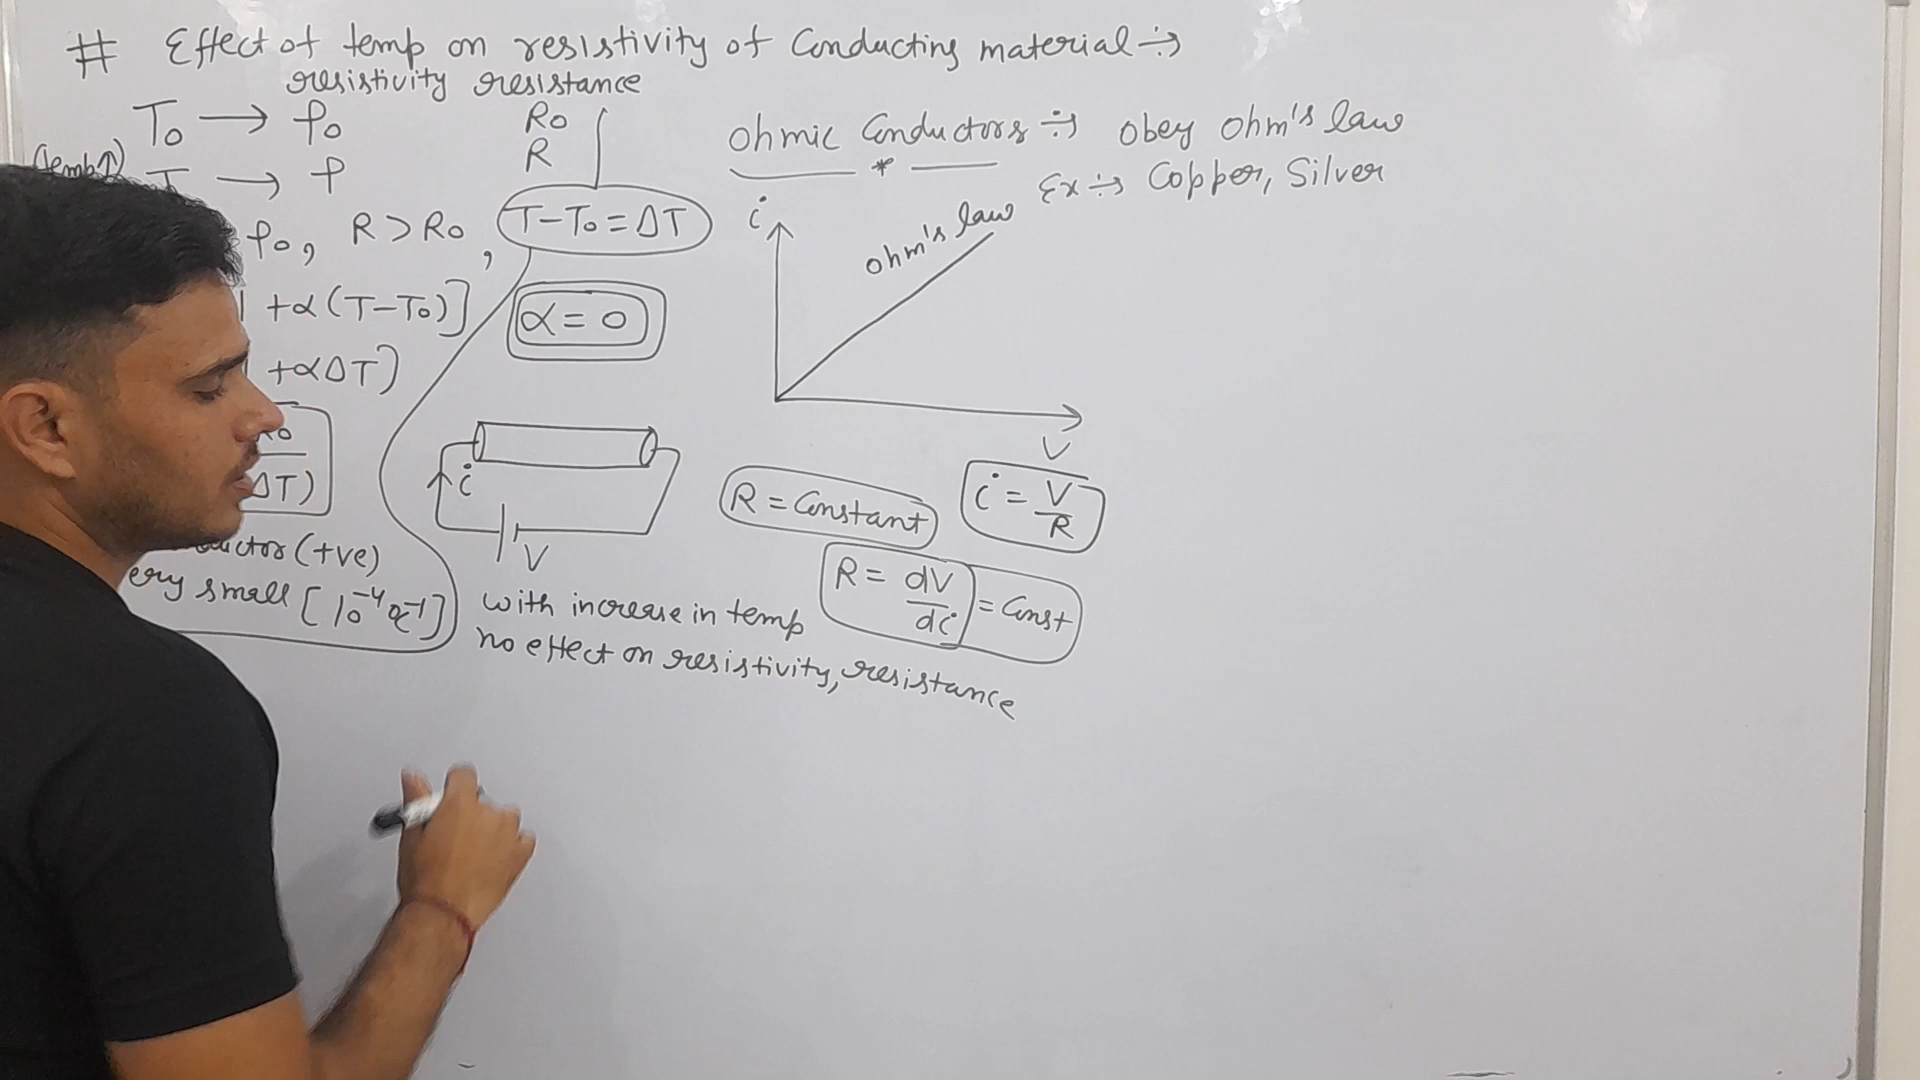 # Effect of temp on resistivity of Conducting material ÷
resistivity resistance
T₀ → ρ₀
(temp↑) T → ρ
R₀
R
ρ₀, R > R₀, T-T₀ = ΔT
+α(T-T₀)]
α = 0
+αΔT)
R₀
ΔT)
(+ve)
very small [10⁻⁴ °C⁻¹]
i
V
with increase in temp
no effect on resistivity, resistance
ohmic Conductors ÷ obey ohm's law
*
Ex ÷ Copper, Silver
i
ohm's law
V
R = Constant
i = V/R
R = dV/di = Const